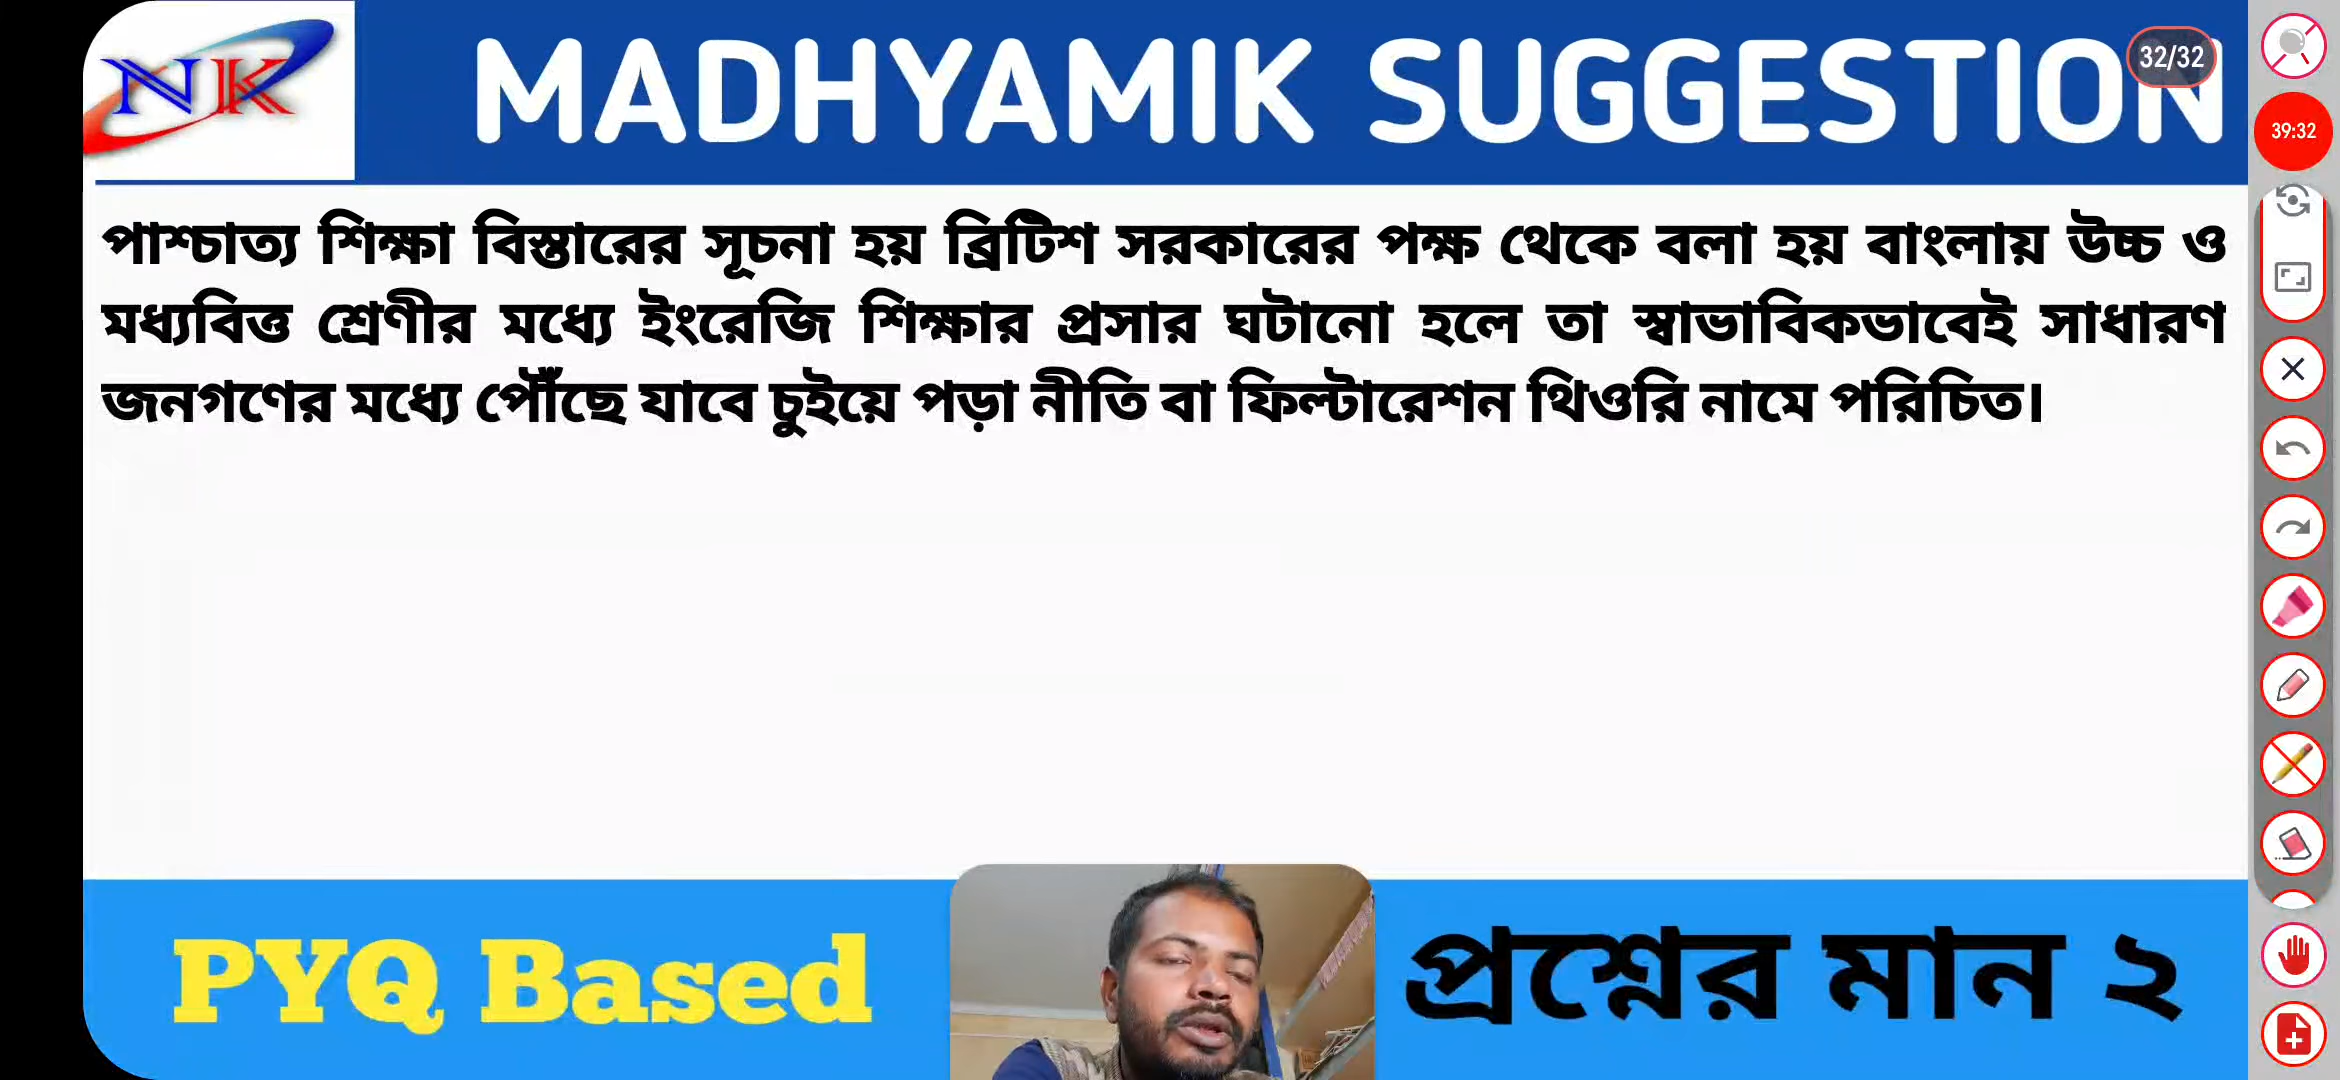 NK
MADHYAMIK SUGGESTION
32/32
39:32
পাশ্চাত্য শিক্ষা বিস্তারের সূচনা হয় ব্রিটিশ সরকারের পক্ষ থেকে বলা হয় বাংলায় উচ্চ ও
মধ্যবিত্ত শ্রেণীর মধ্যে ইংরেজি শিক্ষার প্রসার ঘটানো হলে তা স্বাভাবিকভাবেই সাধারণ
জনগণের মধ্যে পৌঁছে যাবে চুইয়ে পড়া নীতি বা ফিল্টারেশন থিওরি নামে পরিচিত।
PYQ Based
প্রশ্নের মান ২